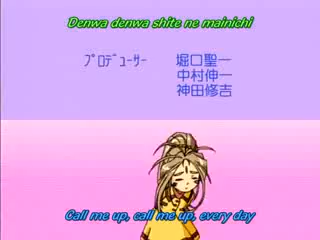 Denwa denwa shite ne mainichi
ﾌﾟﾛﾃﾞｭｰｻｰ 堀口聖一
中村伸一
神田修吉
Call me up, call me up, every day